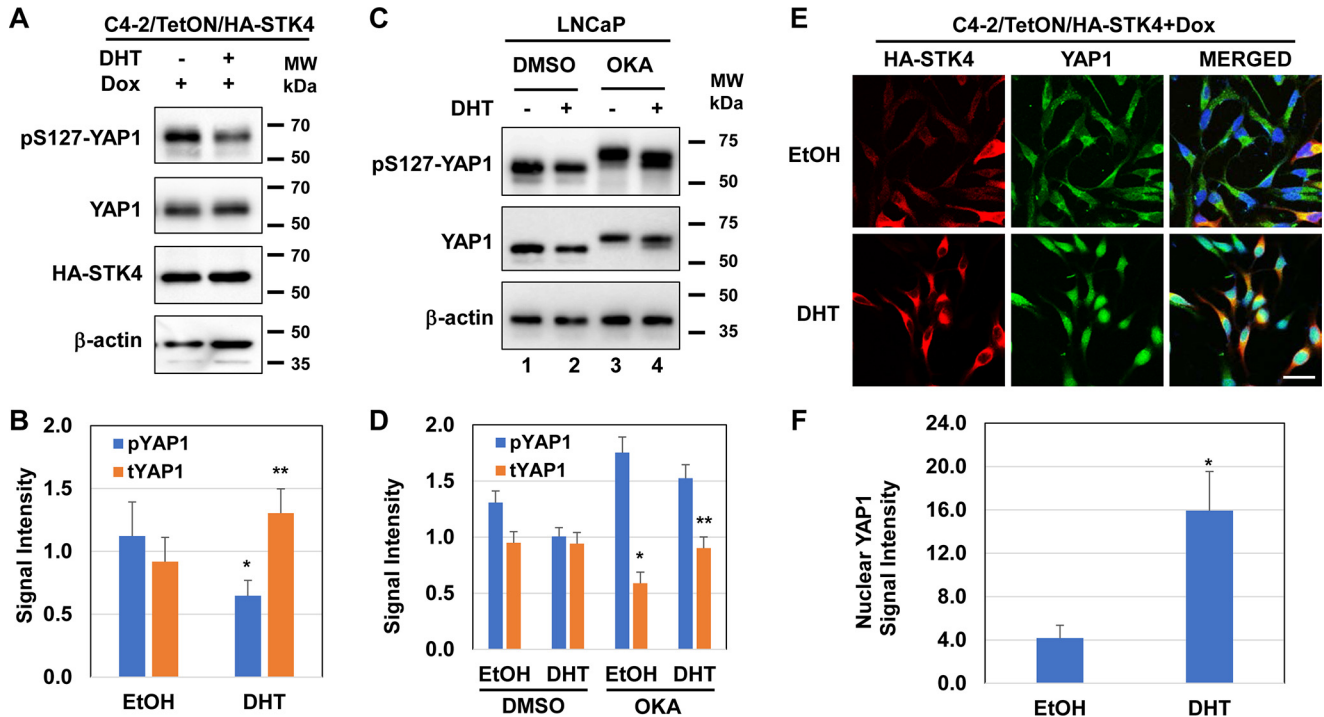 A
C4-2/TetON/HA-STK4
DHT - +
Dox + +
MW
kDa
pS127-YAP1
70
50
YAP1
70
50
HA-STK4
70
50
β-actin
50
35
B
Signal Intensity
2.0
1.5
1.0
0.5
0.0
pYAP1
tYAP1
*
**
EtOH
DHT
C
LNCaP
DMSO OKA
DHT - + - +
MW
kDa
pS127-YAP1
75
50
YAP1
75
50
β-actin
50
35
1 2 3 4
D
Signal Intensity
2.0
1.5
1.0
0.5
0.0
pYAP1
tYAP1
*
**
EtOH DHT EtOH DHT
DMSO OKA
E
C4-2/TetON/HA-STK4+Dox
HA-STK4 YAP1 MERGED
EtOH
DHT
F
Nuclear YAP1
Signal Intensity
24.0
20.0
16.0
12.0
8.0
4.0
0.0
*
EtOH
DHT